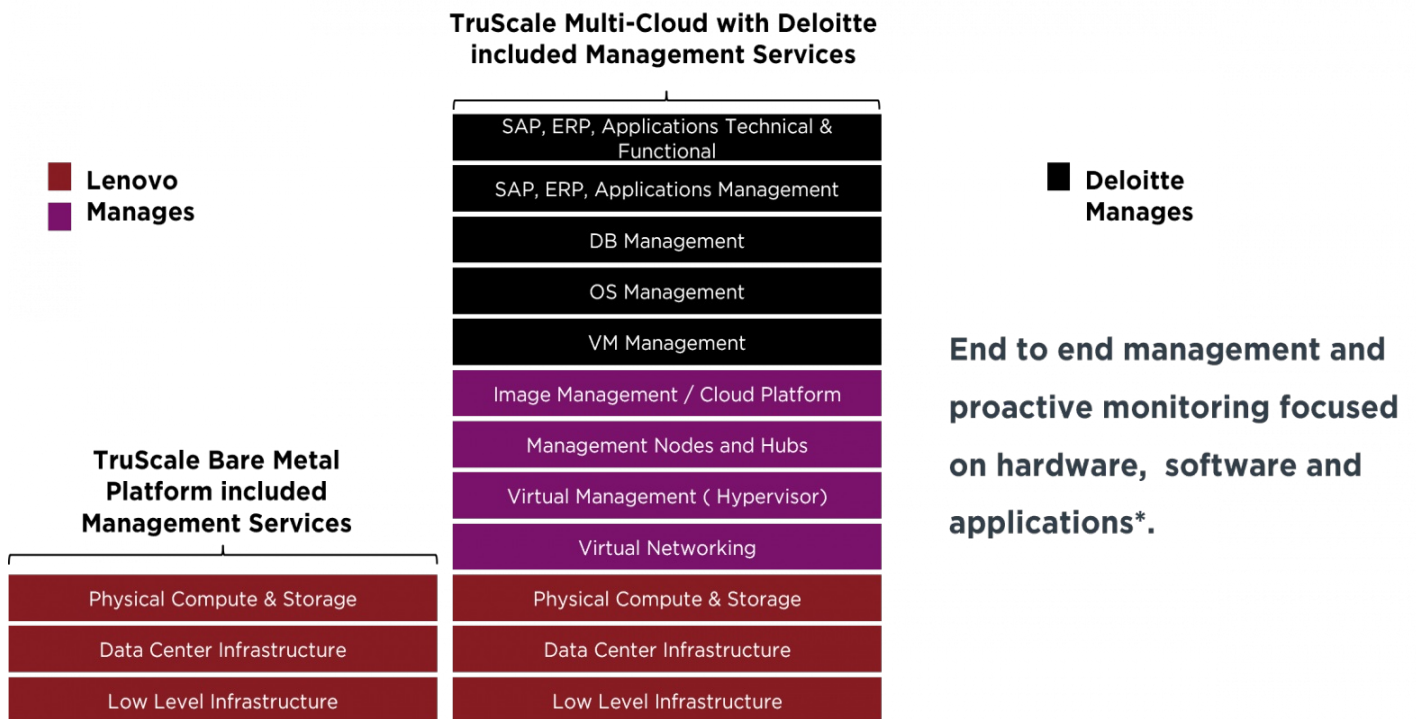 TruScale Multi-Cloud with Deloitte
included Management Services
SAP, ERP, Applications Technical &
Functional
SAP, ERP, Applications Management
DB Management
OS Management
VM Management
Image Management / Cloud Platform
Management Nodes and Hubs
Virtual Management ( Hypervisor)
Virtual Networking
Physical Compute & Storage
Data Center Infrastructure
Low Level Infrastructure
Lenovo
Manages
TruScale Bare Metal
Platform included
Management Services
Physical Compute & Storage
Data Center Infrastructure
Low Level Infrastructure
Deloitte
Manages
End to end management and
proactive monitoring focused
on hardware, software and
applications*.